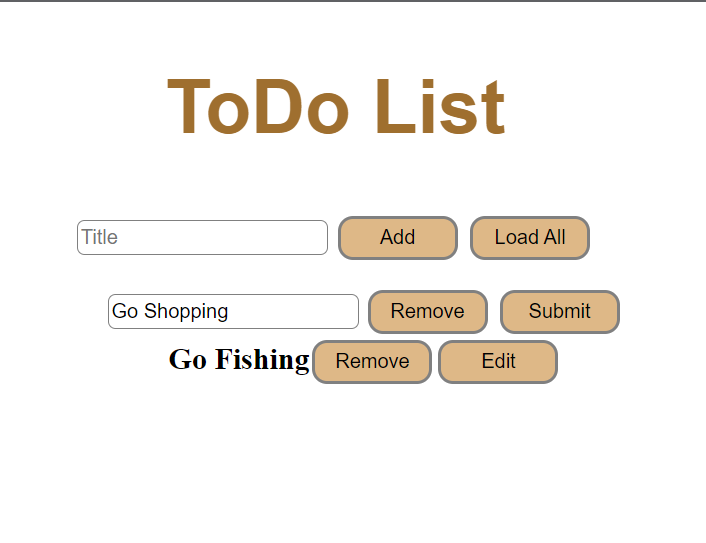 ToDo List
Title Add Load All
Go Shopping Remove Submit
Go Fishing Remove Edit